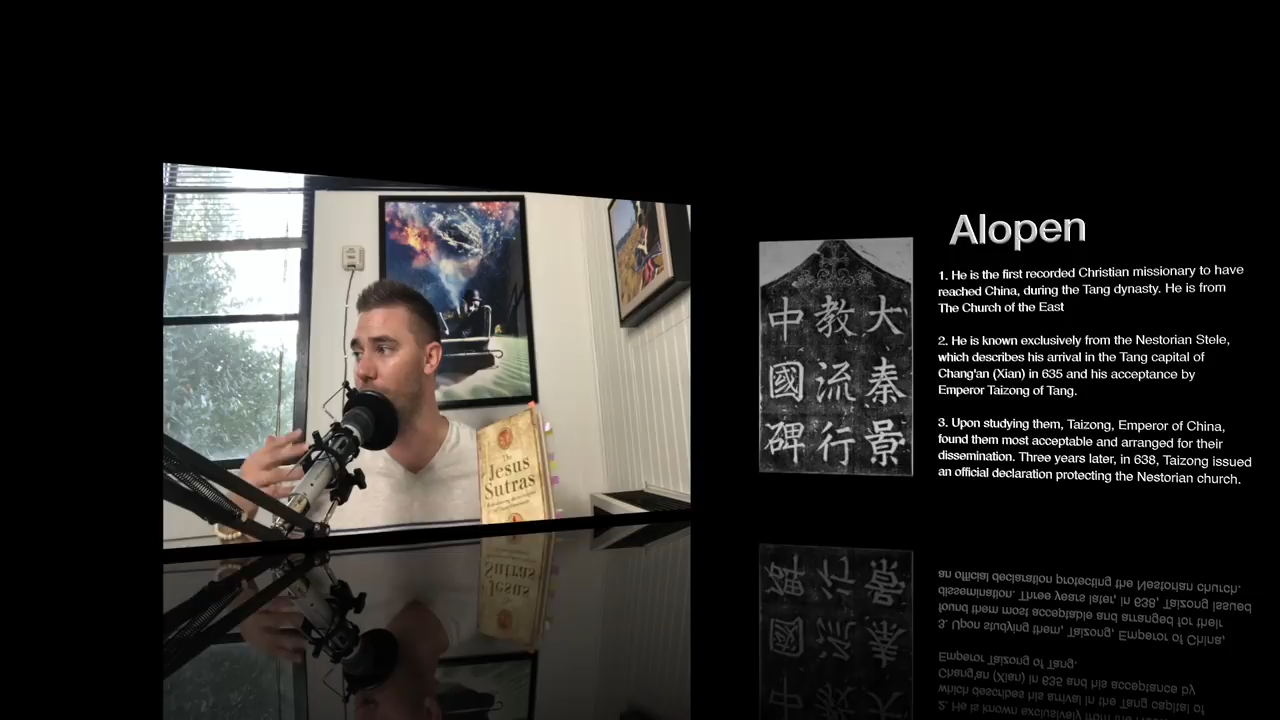 Alopen
1. He is the first recorded Christian missionary to have
reached China, during the Tang dynasty. He is from
The Church of the East
2. He is known exclusively from the Nestorian Stele,
which describes his arrival in the Tang capital of
Chang'an (Xian) in 635 and his acceptance by
Emperor Taizong of Tang.
3. Upon studying them, Taizong, Emperor of China,
found them most acceptable and arranged for their
dissemination. Three years later, in 638, Taizong issued
an official declaration protecting the Nestorian church.
大秦景
教流行
中國碑
The
Jesus
Sutras